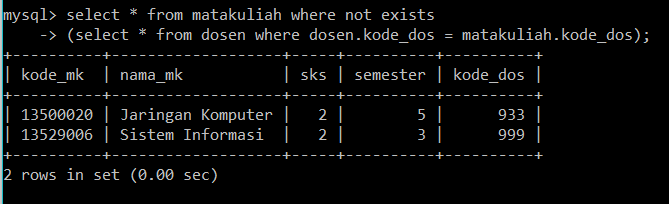 mysql> select * from matakuliah where not exists
    -> (select * from dosen where dosen.kode_dos = matakuliah.kode_dos);
+----------+-------------------+-----+----------+----------+
| kode_mk  | nama_mk           | sks | semester | kode_dos |
+----------+-------------------+-----+----------+----------+
| 13500020 | Jaringan Komputer |   2 |        5 |      933 |
| 13529006 | Sistem Informasi  |   2 |        3 |      999 |
+----------+-------------------+-----+----------+----------+
2 rows in set (0.00 sec)